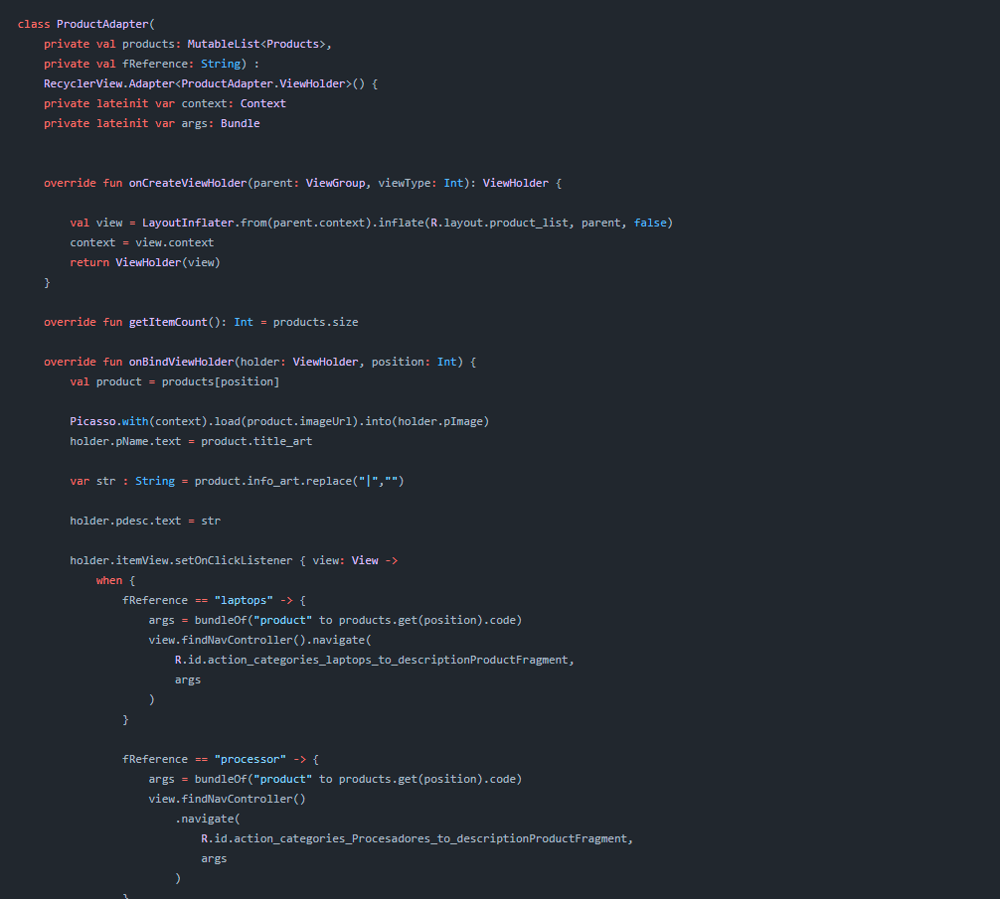 class ProductAdapter(
    private val products: MutableList<Products>,
    private val fReference: String) :
    RecyclerView.Adapter<ProductAdapter.ViewHolder>() {
    private lateinit var context: Context
    private lateinit var args: Bundle
    override fun onCreateViewHolder(parent: ViewGroup, viewType: Int): ViewHolder {
        val view = LayoutInflater.from(parent.context).inflate(R.layout.product_list, parent, false)
        context = view.context
        return ViewHolder(view)
    }
    override fun getItemCount(): Int = products.size
    override fun onBindViewHolder(holder: ViewHolder, position: Int) {
        val product = products[position]
        Picasso.with(context).load(product.imageUrl).into(holder.pImage)
        holder.pName.text = product.title_art
        var str : String = product.info_art.replace("|","")
        holder.pdesc.text = str
        holder.itemView.setOnClickListener { view: View ->
            when {
                fReference == "laptops" -> {
                    args = bundleOf("product" to products.get(position).code)
                    view.findNavController().navigate(
                        R.id.action_categories_laptops_to_descriptionProductFragment,
                        args
                    )
                }
                fReference == "processor" -> {
                    args = bundleOf("product" to products.get(position).code)
                    view.findNavController()
                        .navigate(
                            R.id.action_categories_Procesadores_to_descriptionProductFragment,
                            args
                        )
                }